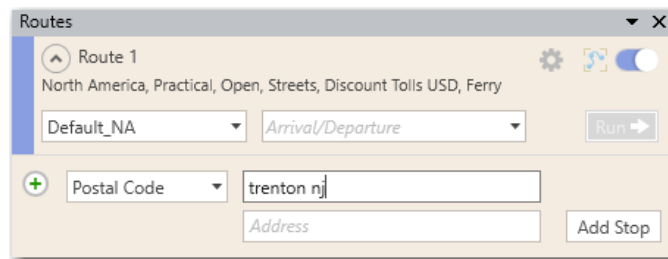 Routes
Route 1
North America, Practical, Open, Streets, Discount Tolls USD, Ferry
Default_NA Arrival/Departure Run
Postal Code trenton nj
Address Add Stop